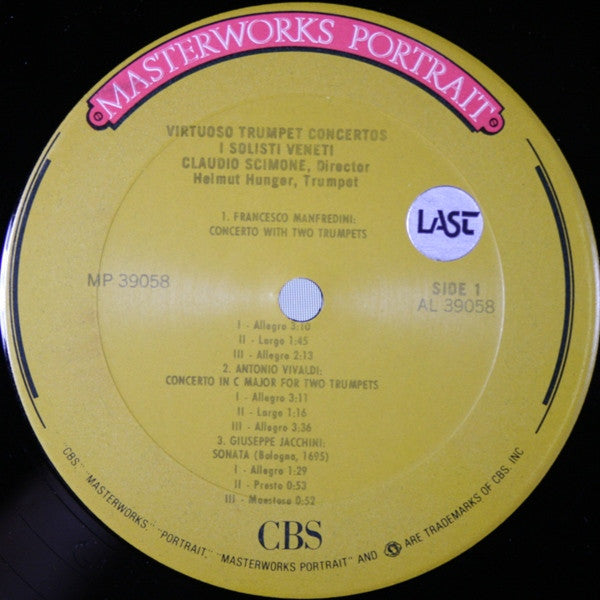 MASTERWORKS PORTRAIT
VIRTUOSO TRUMPET CONCERTOS
I SOLISTI VENETI
CLAUDIO SCIMONE, Director
Helmut Hunger, Trumpet
LAST
1. FRANCESCO MANFREDINI:
CONCERTO WITH TWO TRUMPETS
MP 39058
SIDE 1
AL 39058
I - Allegro 3:10
II - Largo 1:45
III - Allegro 2:13
2. ANTONIO VIVALDI:
CONCERTO IN C MAJOR FOR TWO TRUMPETS
I - Allegro 3:11
II - Largo 1:16
III - Allegro 3:36
3. GIUSEPPE JACCHINI:
SONATA (Bologna, 1695)
I - Allegro 1:29
II - Presto 0:53
III - Maestoso 0:52
CBS
"CBS," "MASTERWORKS," "PORTRAIT," "MASTERWORKS PORTRAIT" AND ARE TRADEMARKS OF CBS INC